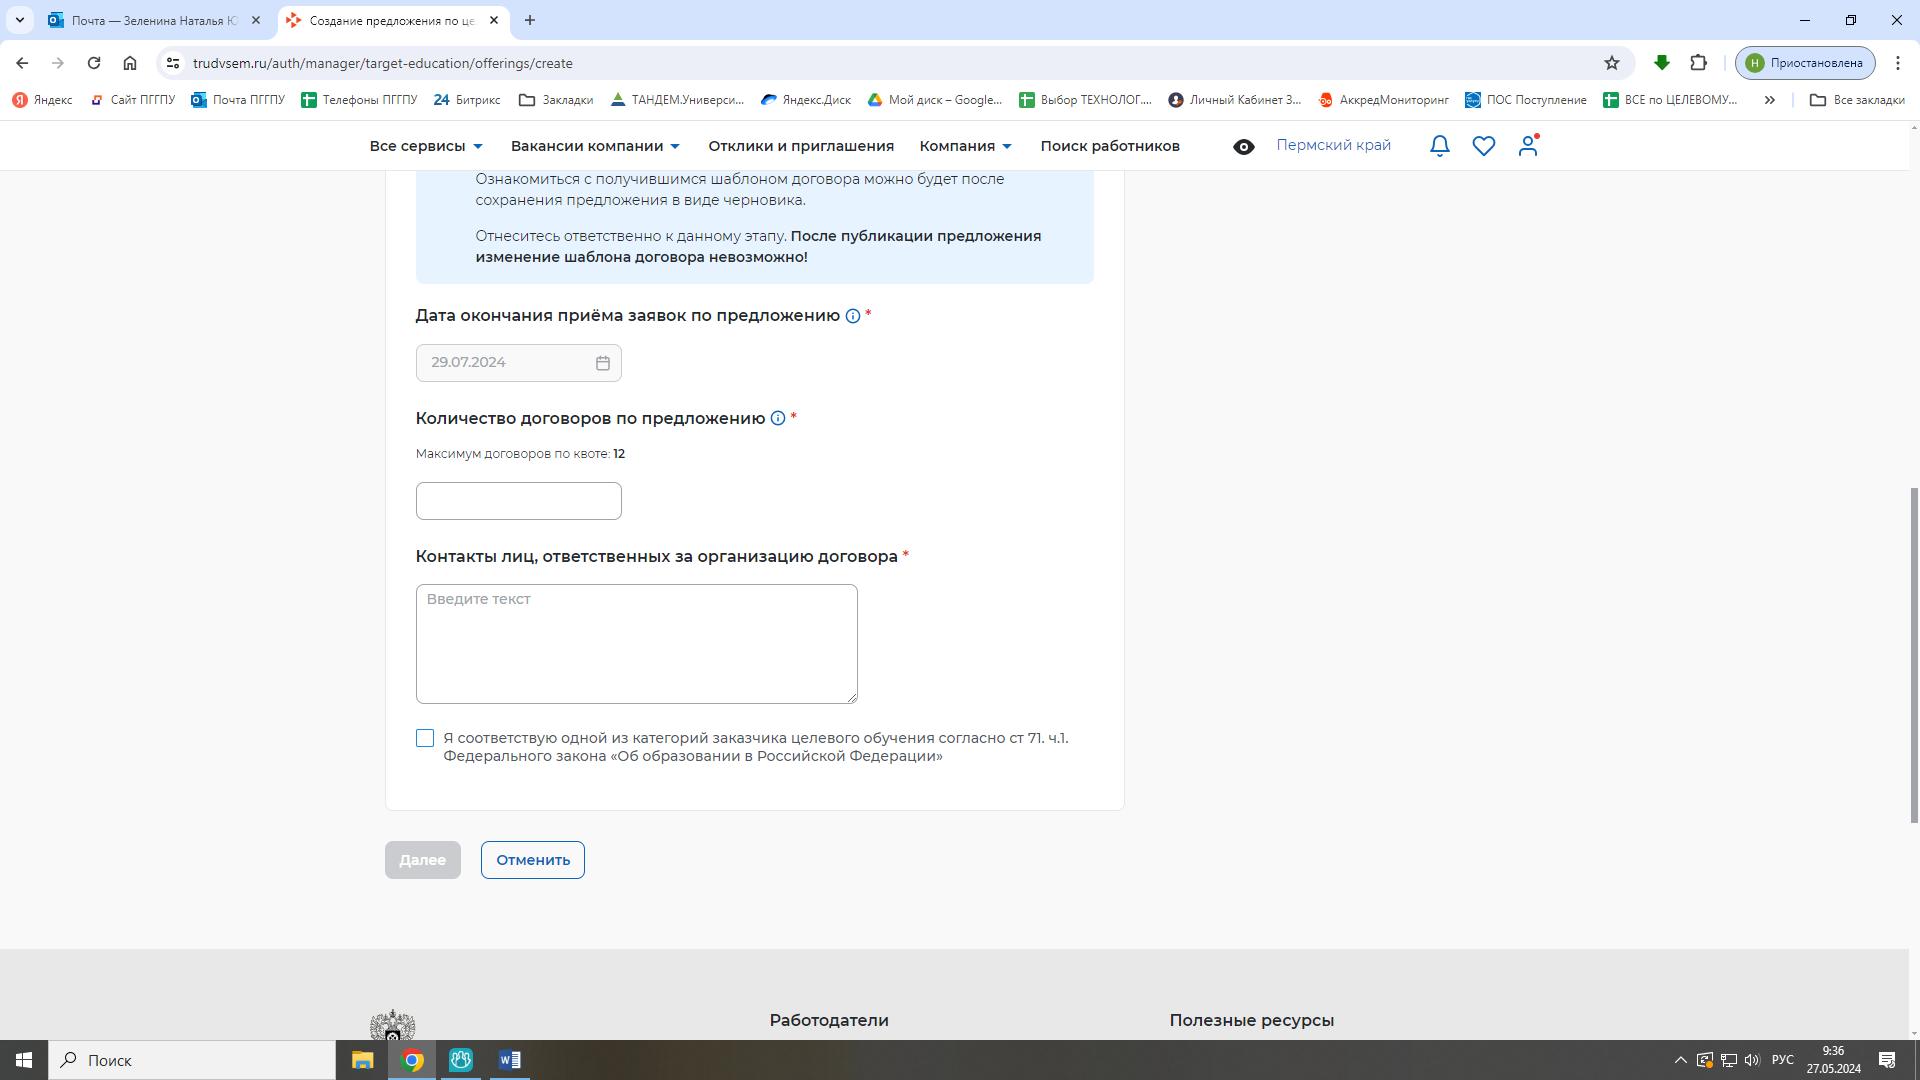 Почта — Зеленина Наталья Ю
Создание предложения по це
trudvsem.ru/auth/manager/target-education/offerings/create
Н Приостановлена
Яндекс
Сайт ПГГПУ
Почта ПГГПУ
Телефоны ПГГПУ
24 Битрикс
Закладки
ТАНДЕМ.Универси...
Яндекс.Диск
Мой диск – Google...
Выбор ТЕХНОЛОГ....
Личный Кабинет З...
АккредМониторинг
ПОС Поступление
ВСЕ по ЦЕЛЕВОМУ...
Все закладки
Все сервисы
Вакансии компании
Отклики и приглашения
Компания
Поиск работников
Пермский край
Ознакомиться с получившимся шаблоном договора можно будет после
сохранения предложения в виде черновика.
Отнеситесь ответственно к данному этапу. После публикации предложения
изменение шаблона договора невозможно!
Дата окончания приёма заявок по предложению *
29.07.2024
Количество договоров по предложению *
Максимум договоров по квоте: 12
Контакты лиц, ответственных за организацию договора *
Введите текст
Я соответствую одной из категорий заказчика целевого обучения согласно ст 71. ч.1.
Федерального закона «Об образовании в Российской Федерации»
Далее
Отменить
Работодатели
Полезные ресурсы
Поиск
РУС
9:36
27.05.2024